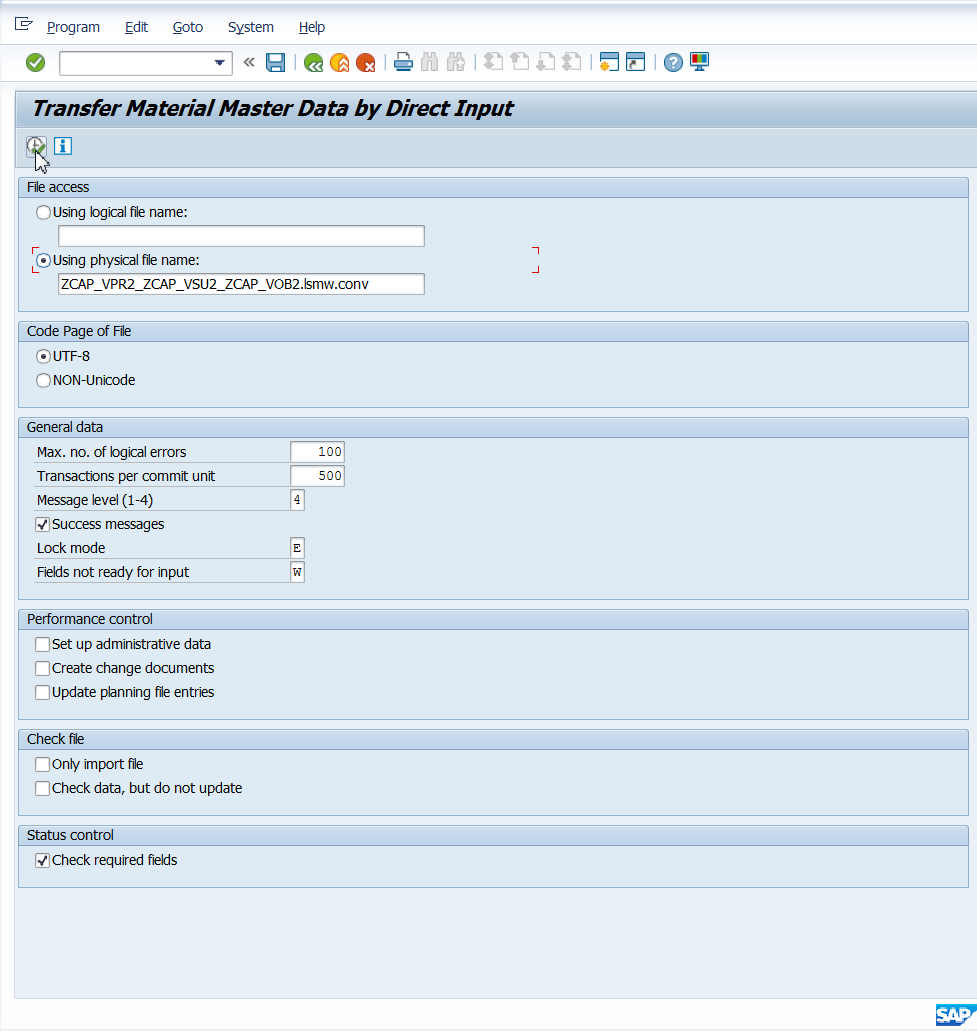 Program Edit Goto System Help
Transfer Material Master Data by Direct Input
File access
Using logical file name:
Using physical file name:
ZCAP_VPR2_ZCAP_VSU2_ZCAP_VOB2.lsmw.conv
Code Page of File
UTF-8
NON-Unicode
General data
Max. no. of logical errors 100
Transactions per commit unit 500
Message level (1-4) 4
Success messages
Lock mode E
Fields not ready for input W
Performance control
Set up administrative data
Create change documents
Update planning file entries
Check file
Only import file
Check data, but do not update
Status control
Check required fields
SAP